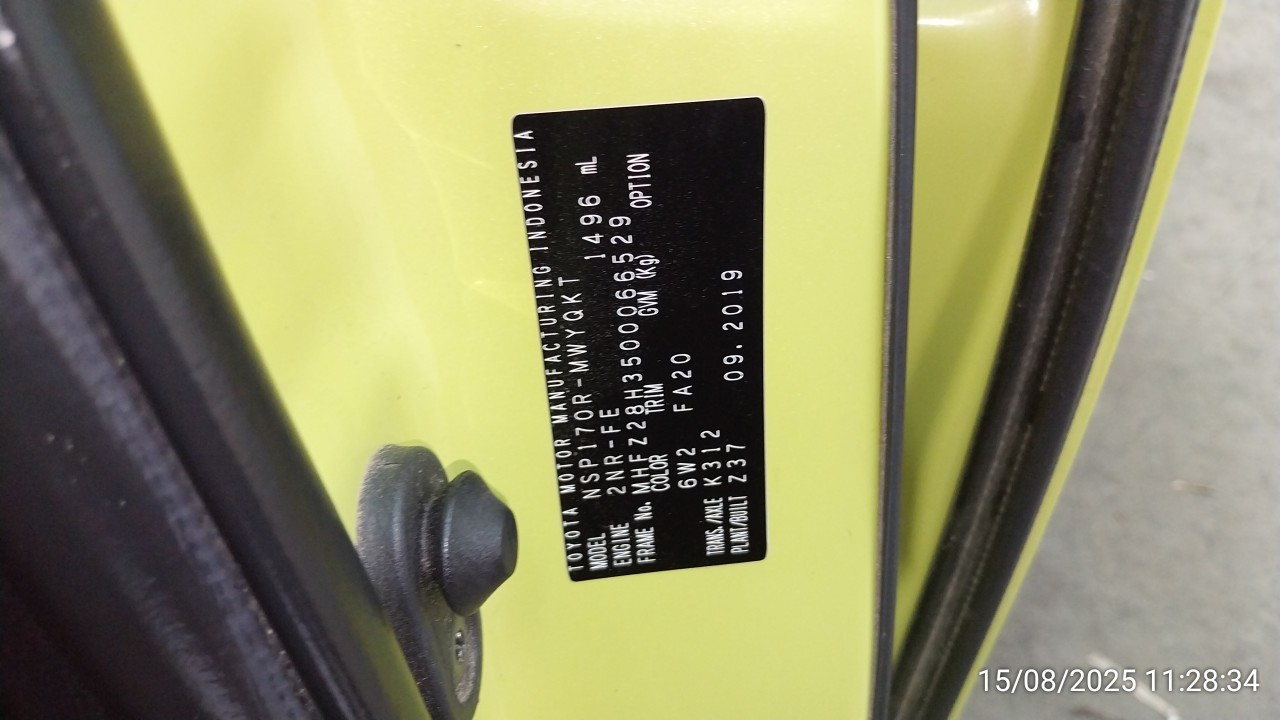 TOYOTA MOTOR MANUFACTURING INDONESIA
MODEL NSP170R-MWYQKT 1496 mL
ENGINE 2NR-FE
FRAME No. MHFZ28H3500066529
COLOR TRIM GVM (Kg) OPTION
6W2 FA20
TRANS./AXLE K312
PLANT/BUILT Z37 09.2019
15/08/2025 11:28:34